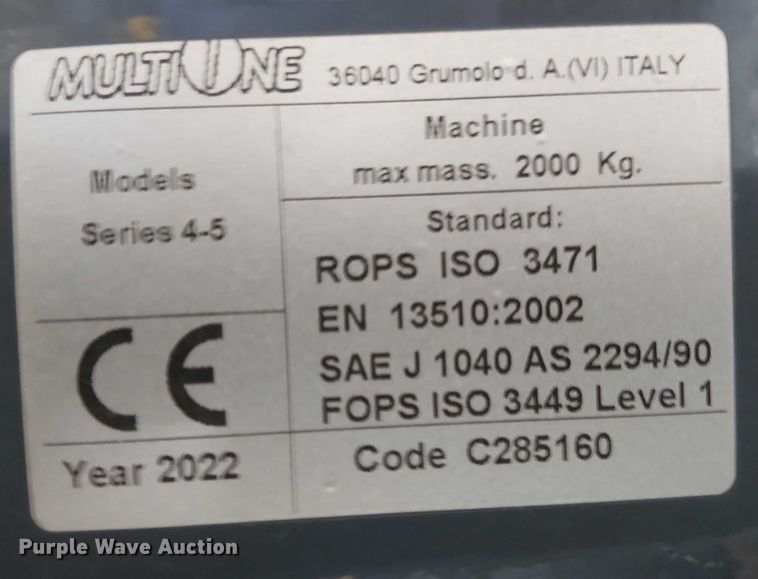 MULTIONE 36040 Grumolo d. A.(VI) ITALY
Models
Series 4-5
Machine
max mass. 2000 Kg.
Standard:
ROPS ISO 3471
EN 13510:2002
SAE J 1040 AS 2294/90
FOPS ISO 3449 Level 1
CE
Year 2022
Code C285160
Purple Wave Auction